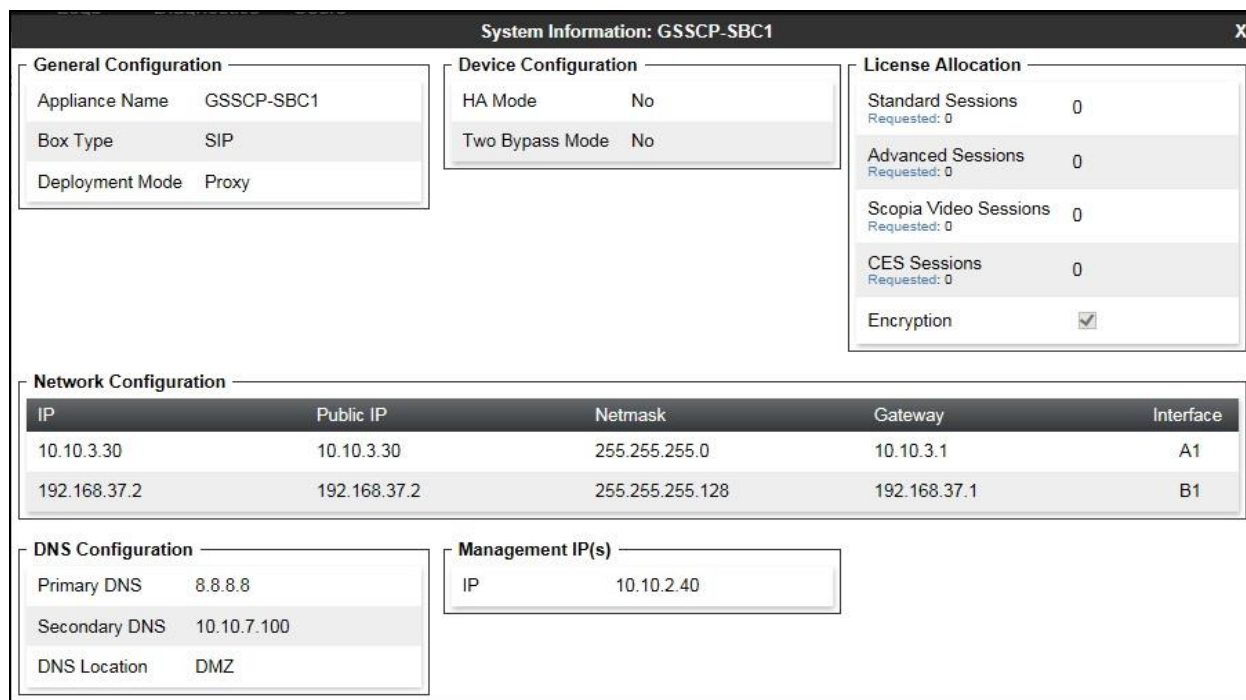 System Information: GSSCP-SBC1 X
General Configuration
Appliance Name GSSCP-SBC1
Box Type SIP
Deployment Mode Proxy
Device Configuration
HA Mode No
Two Bypass Mode No
License Allocation
Standard Sessions 0
Requested: 0
Advanced Sessions 0
Requested: 0
Scopia Video Sessions 0
Requested: 0
CES Sessions 0
Requested: 0
Encryption
Network Configuration
IP Public IP Netmask Gateway Interface
10.10.3.30 10.10.3.30 255.255.255.0 10.10.3.1 A1
192.168.37.2 192.168.37.2 255.255.255.128 192.168.37.1 B1
DNS Configuration
Primary DNS 8.8.8.8
Secondary DNS 10.10.7.100
DNS Location DMZ
Management IP(s)
IP 10.10.2.40